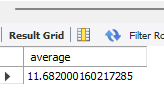 Result Grid Filter Ro
average
11.682000160217285